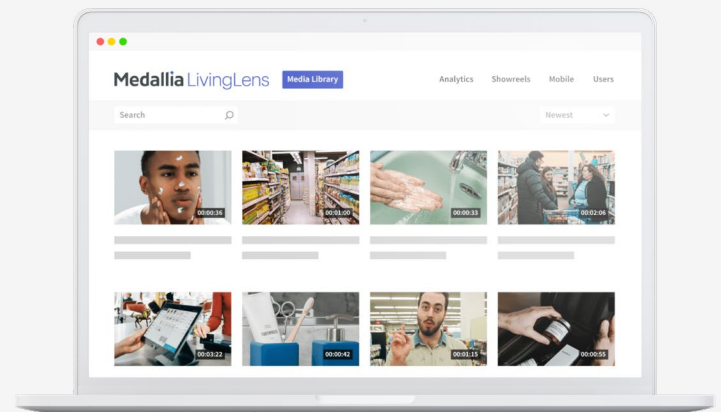 Medallia LivingLens
Media Library
Analytics
Showreels
Mobile
Users
Search
Newest
00:00:36
00:01:00
00:00:33
00:02:06
00:03:22
00:00:42
00:01:15
00:00:55